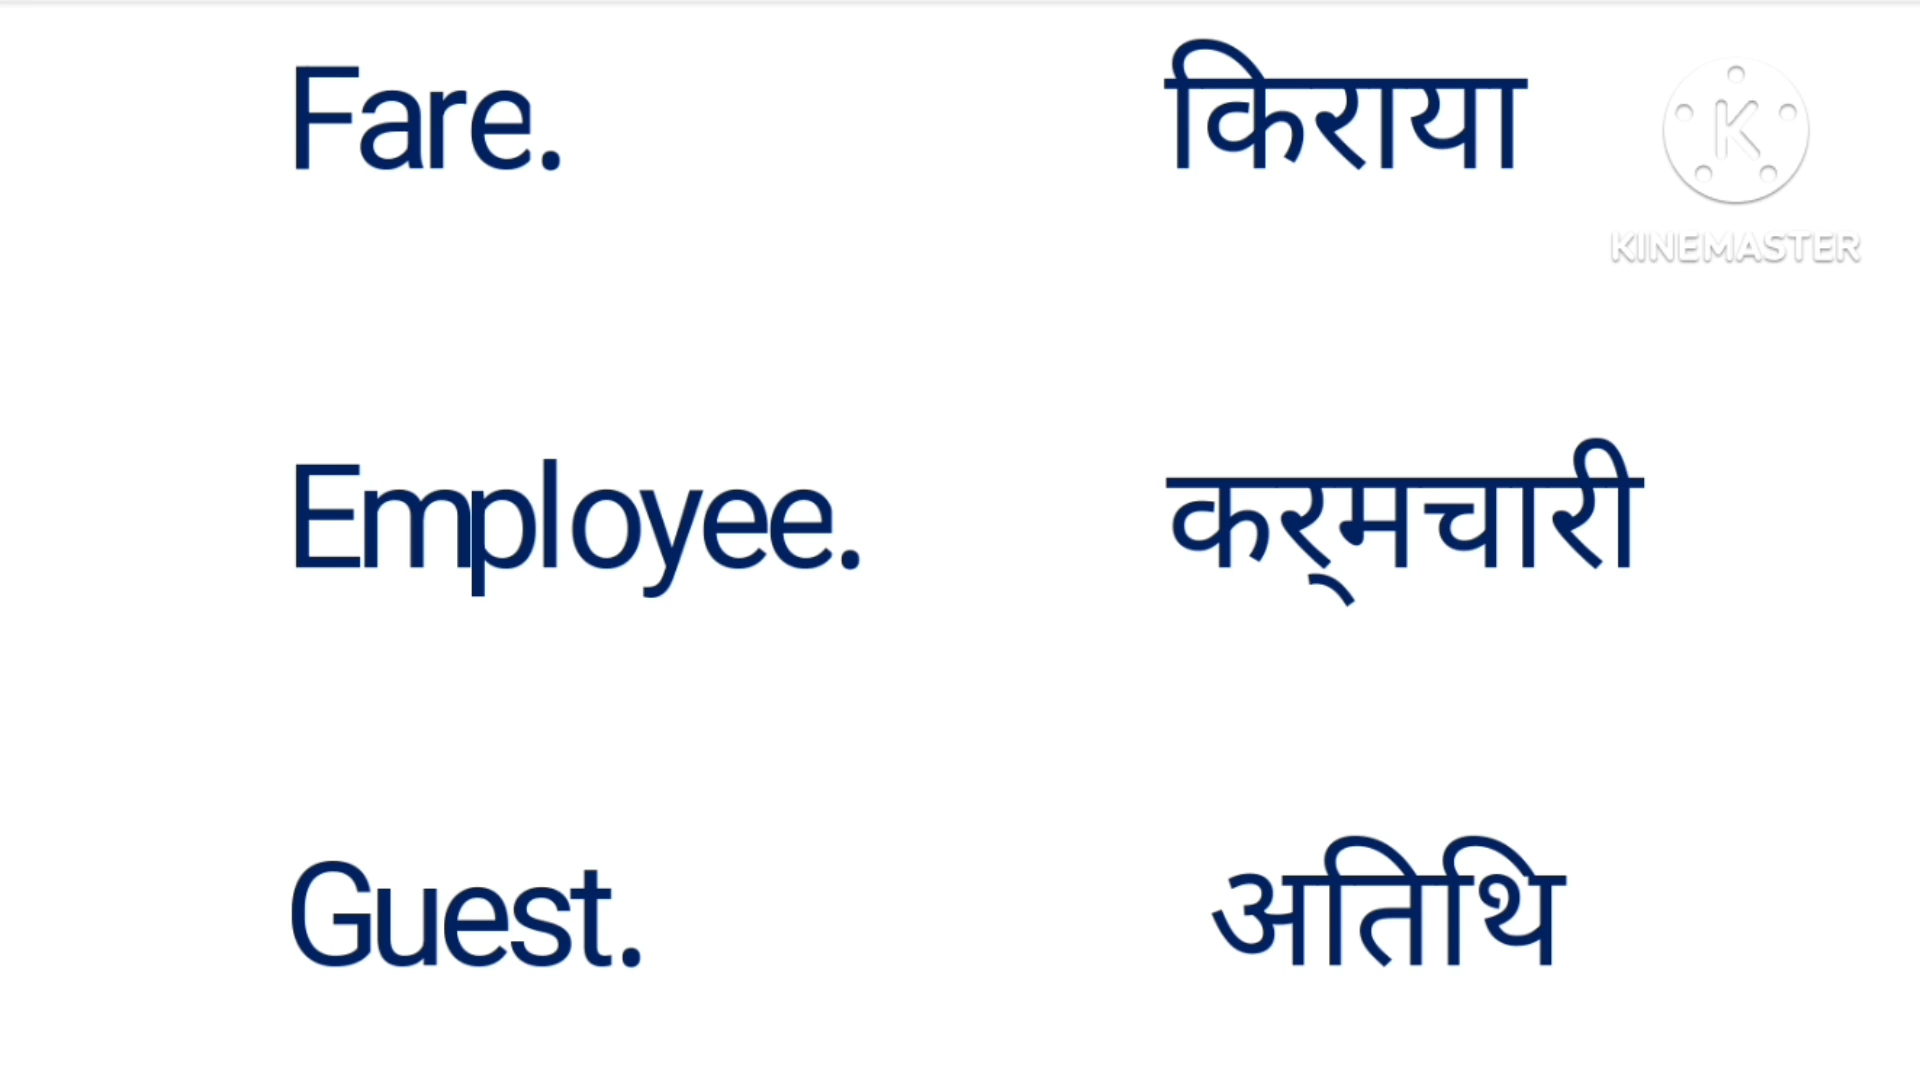 Fare. किराया
K
KINEMASTER
Employee. कर्‌मचारी
Guest. अतिथि